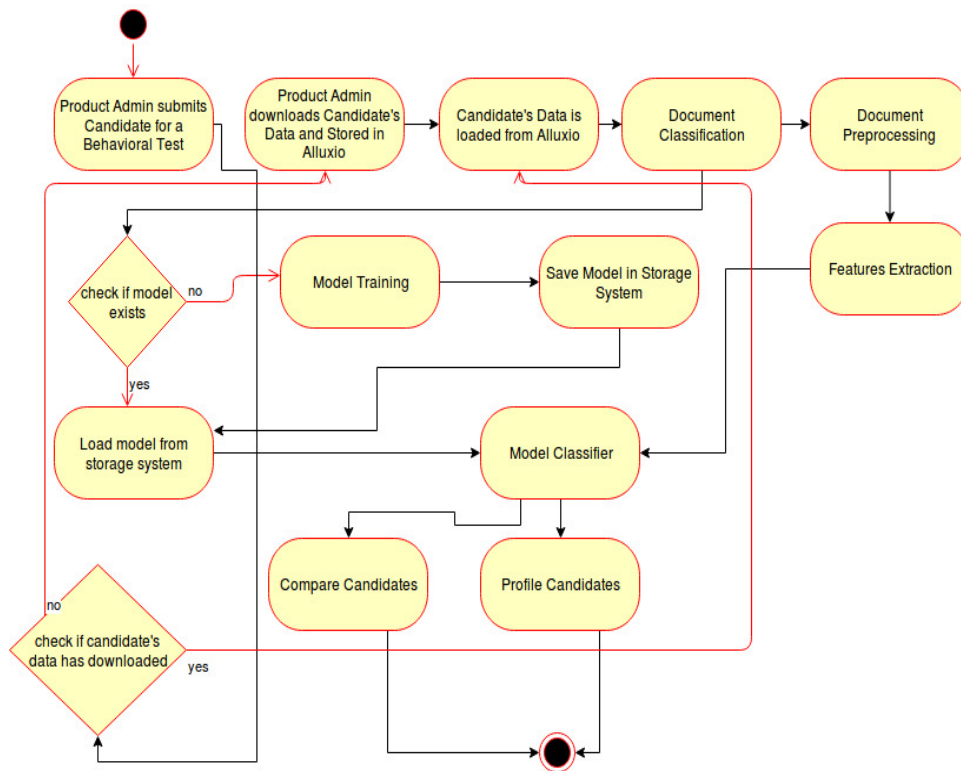 Product Admin submits
Candidate for a
Behavioral Test
Product Admin
downloads Candidate's
Data and Stored in
Alluxio
Candidate's Data is
loaded from Alluxio
Document
Classification
Document
Preprocessing
check if model
exists
no
Model Training
Save Model in Storage
System
Features Extraction
yes
Load model from
storage system
Model Classifier
Compare Candidates
Profile Candidates
no
check if candidate's
data has downloaded
yes